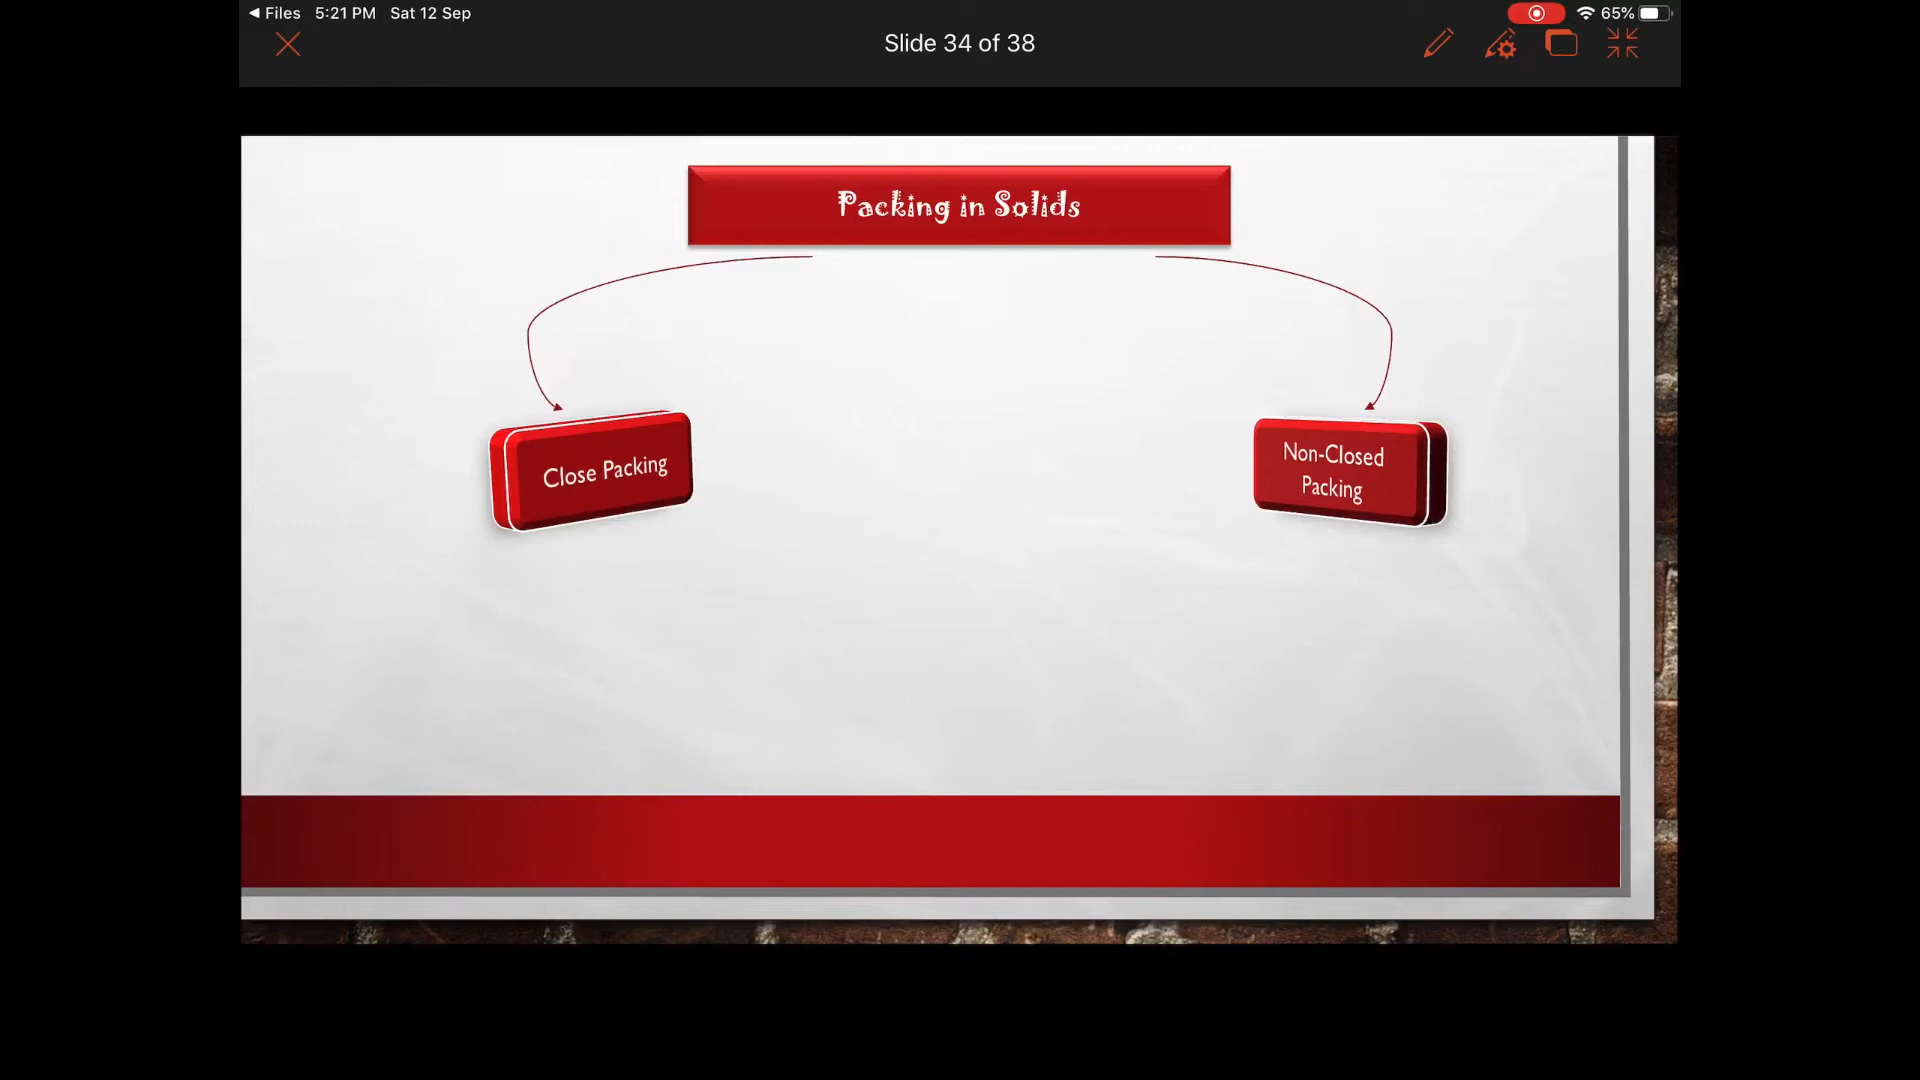 Files 5:21 PM Sat 12 Sep 65%
Slide 34 of 38
Packing in Solids
Close Packing
Non-Closed
Packing